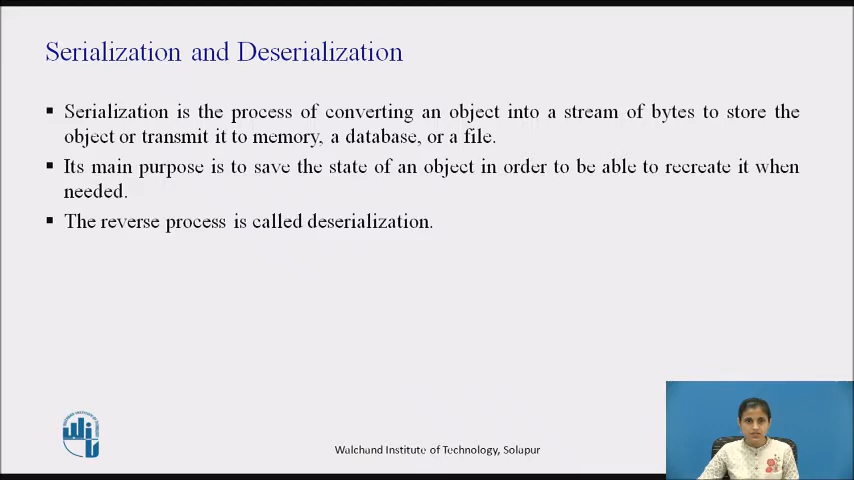 Serialization and Deserialization
▪ Serialization is the process of converting an object into a stream of bytes to store the
object or transmit it to memory, a database, or a file.
▪ Its main purpose is to save the state of an object in order to be able to recreate it when
needed.
▪ The reverse process is called deserialization.
Walchand Institute of Technology, Solapur